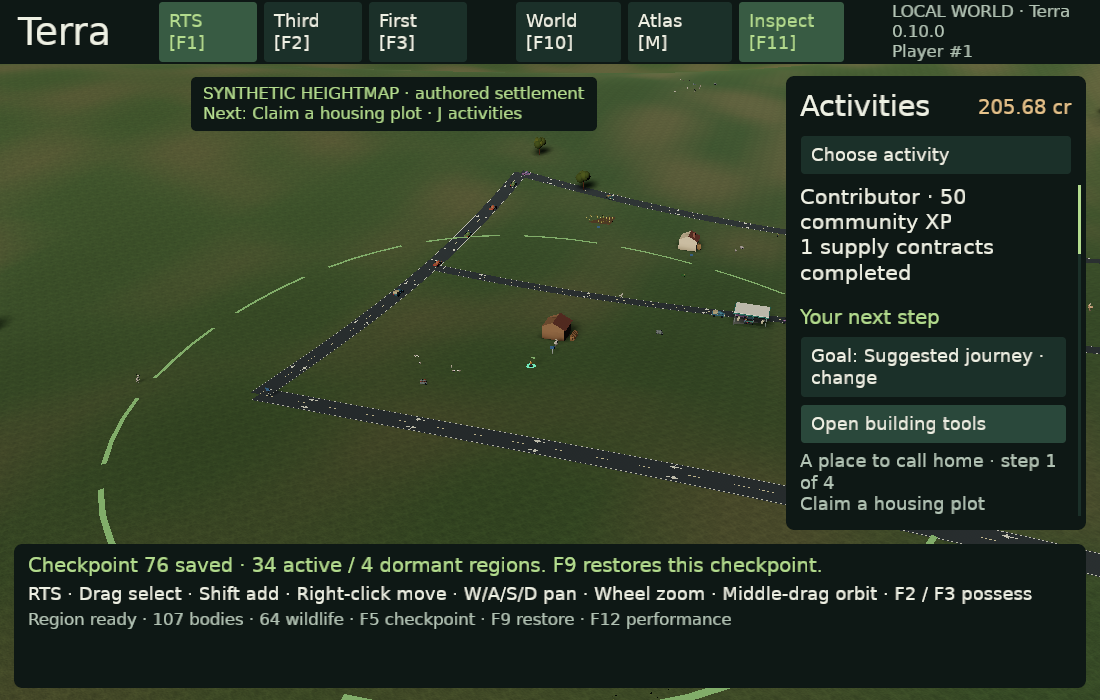 Terra
RTS
[F1]
Third
[F2]
First
[F3]
World
[F10]
Atlas
[M]
Inspect
[F11]
LOCAL WORLD · Terra
0.10.0
Player #1
SYNTHETIC HEIGHTMAP · authored settlement
Next: Claim a housing plot · J activities
Activities
205.68 cr
Choose activity
Contributor · 50
community XP
1 supply contracts
completed
Your next step
Goal: Suggested journey ·
change
Open building tools
A place to call home · step 1
of 4
Claim a housing plot
Checkpoint 76 saved · 34 active / 4 dormant regions. F9 restores this checkpoint.
RTS · Drag select · Shift add · Right-click move · W/A/S/D pan · Wheel zoom · Middle-drag orbit · F2 / F3 possess
Region ready · 107 bodies · 64 wildlife · F5 checkpoint · F9 restore · F12 performance